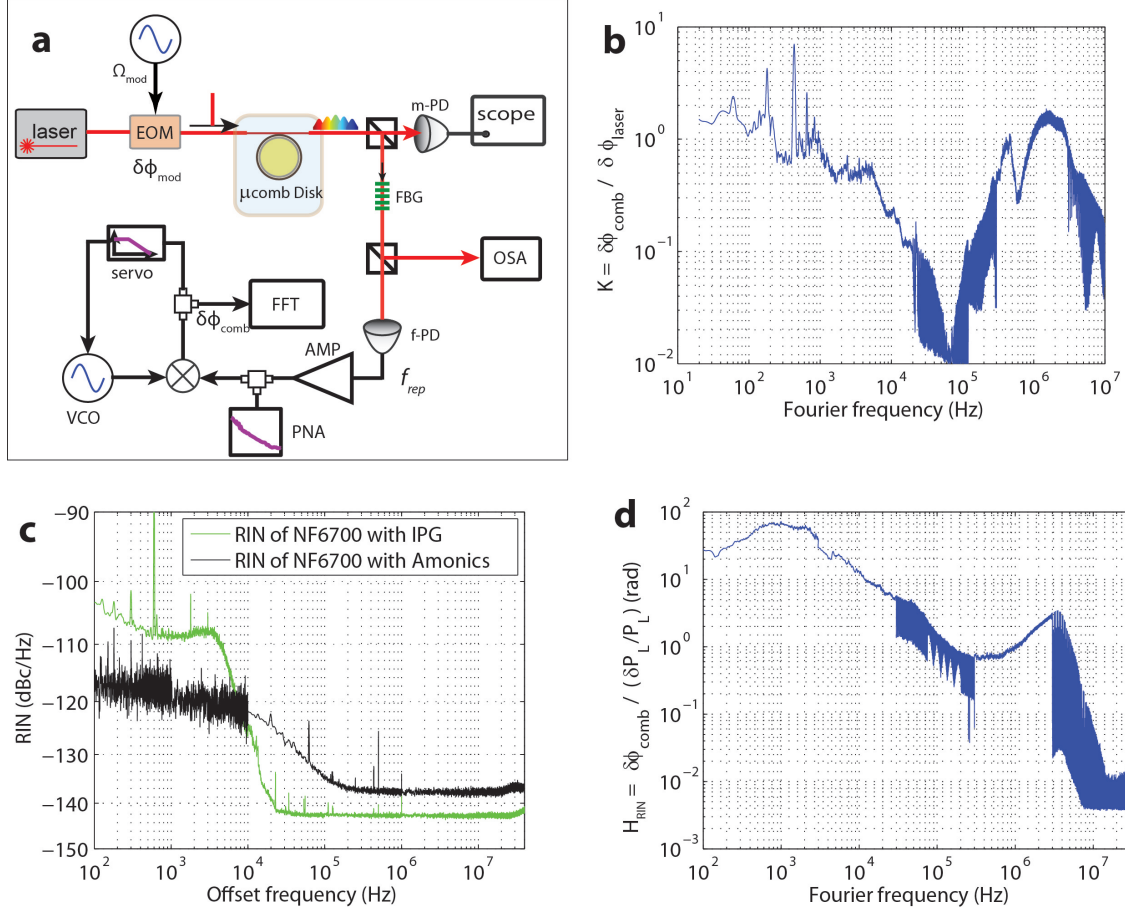 a
Ω mod
laser
EOM
δϕ mod
μcomb Disk
m-PD
scope
FBG
OSA
servo
δϕ comb
FFT
f-PD
AMP
f rep
VCO
PNA
b
K = δϕ comb / δ ϕ laser
10^1
10^0
10^-1
10^-2
10^1 10^2 10^3 10^4 10^5 10^6 10^7
Fourier frequency (Hz)
c
RIN (dBc/Hz)
−90
−100
−110
−120
−130
−140
−150
RIN of NF6700 with IPG
RIN of NF6700 with Amonics
10^2 10^3 10^4 10^5 10^6 10^7
Offset frequency (Hz)
d
H RIN = δϕ comb / (δP L /P L ) (rad)
10^2
10^1
10^0
10^-1
10^-2
10^-3
10^2 10^3 10^4 10^5 10^6 10^7
Fourier frequency (Hz)